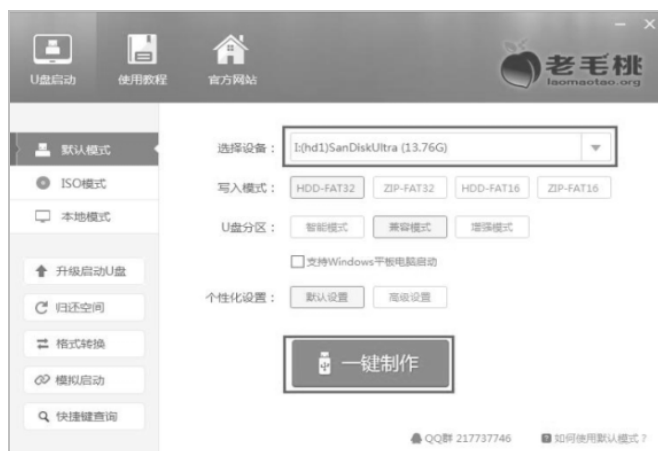 U盘启动 使用教程 官方网站 老毛桃
laomaotao.org
默认模式
ISO模式
本地模式
升级启动U盘
归还空间
格式转换
模拟启动
快捷键查询
选择设备： I:(hd1)SanDiskUltra (13.76G)
写入模式： HDD-FAT32 ZIP-FAT32 HDD-FAT16 ZIP-FAT16
U盘分区： 智能模式 兼容模式 增强模式
支持Windows平板电脑启动
个性化设置： 默认设置 高级设置
一键制作
QQ群 217737746 如何使用默认模式？